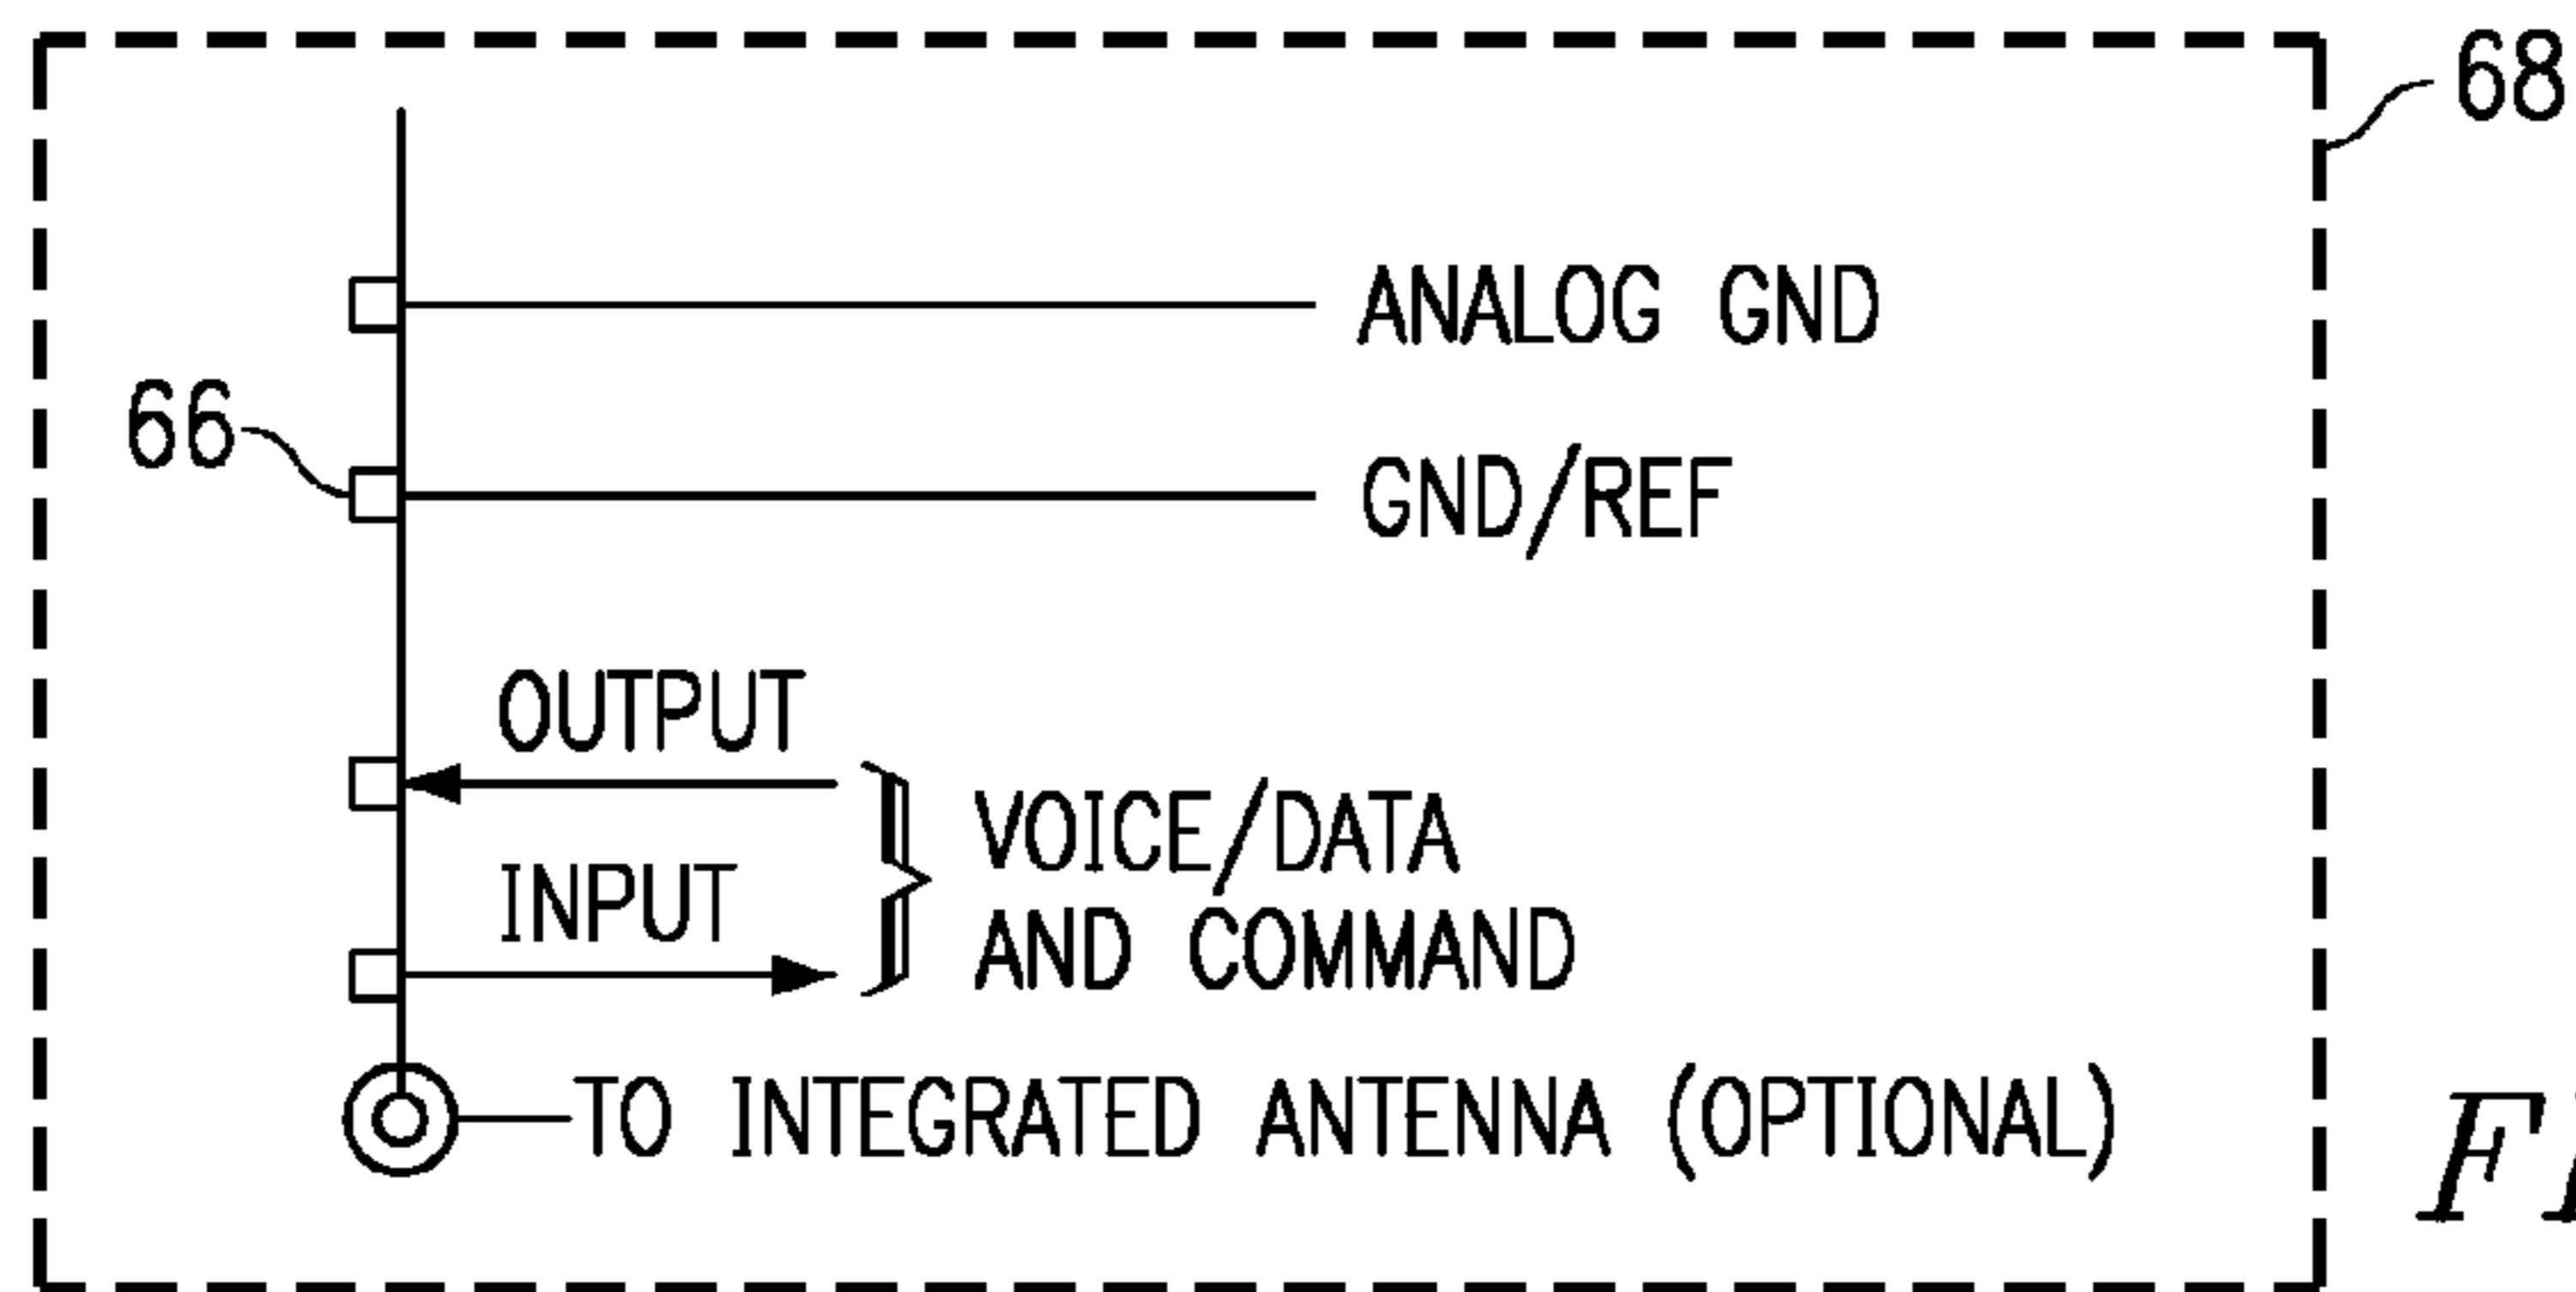 68
ANALOG GND
66
GND/REF
OUTPUT
VOICE/DATA
INPUT
AND COMMAND
TO INTEGRATED ANTENNA (OPTIONAL)